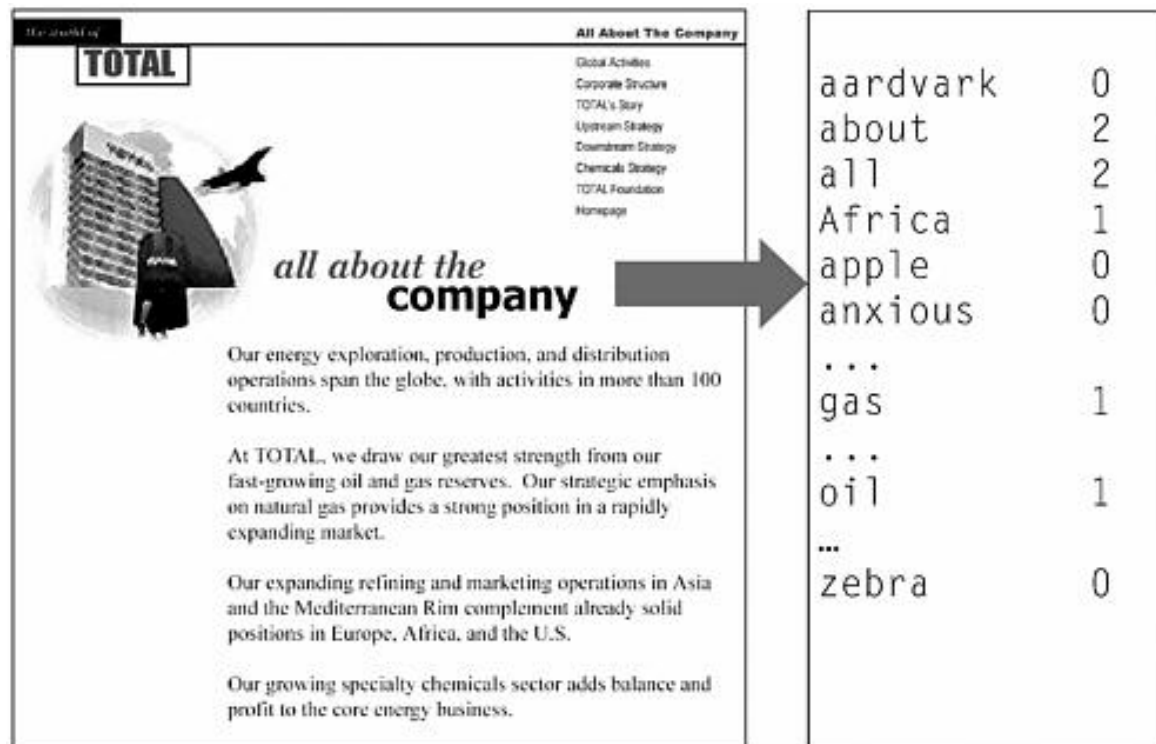 the world of
TOTAL
All About The Company
Global Activities
Corporate Structure
TOTAL's Story
Upstream Strategy
Downstream Strategy
Chemicals Strategy
TOTAL Foundation
Homepage
all about the
company
Our energy exploration, production, and distribution
operations span the globe, with activities in more than 100
countries.
At TOTAL, we draw our greatest strength from our
fast-growing oil and gas reserves. Our strategic emphasis
on natural gas provides a strong position in a rapidly
expanding market.
Our expanding refining and marketing operations in Asia
and the Mediterranean Rim complement already solid
positions in Europe, Africa, and the U.S.
Our growing specialty chemicals sector adds balance and
profit to the core energy business.
aardvark 0
about 2
all 2
Africa 1
apple 0
anxious 0
...
gas 1
...
oil 1
…
zebra 0